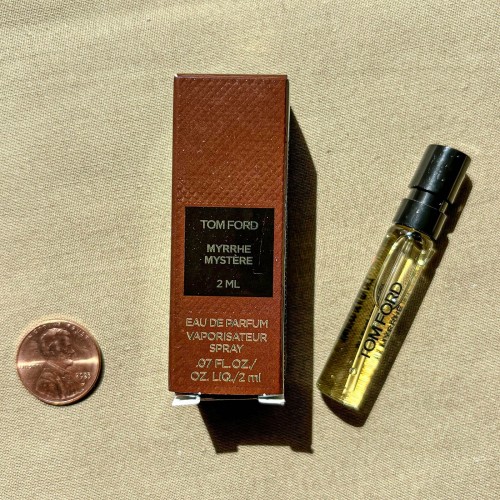 TOM FORD
MYRRHE
MYSTÈRE
2 ML
EAU DE PARFUM
VAPORISATEUR
SPRAY
.07 FL. OZ./
OZ. LIQ./2 ml
TOM FORD